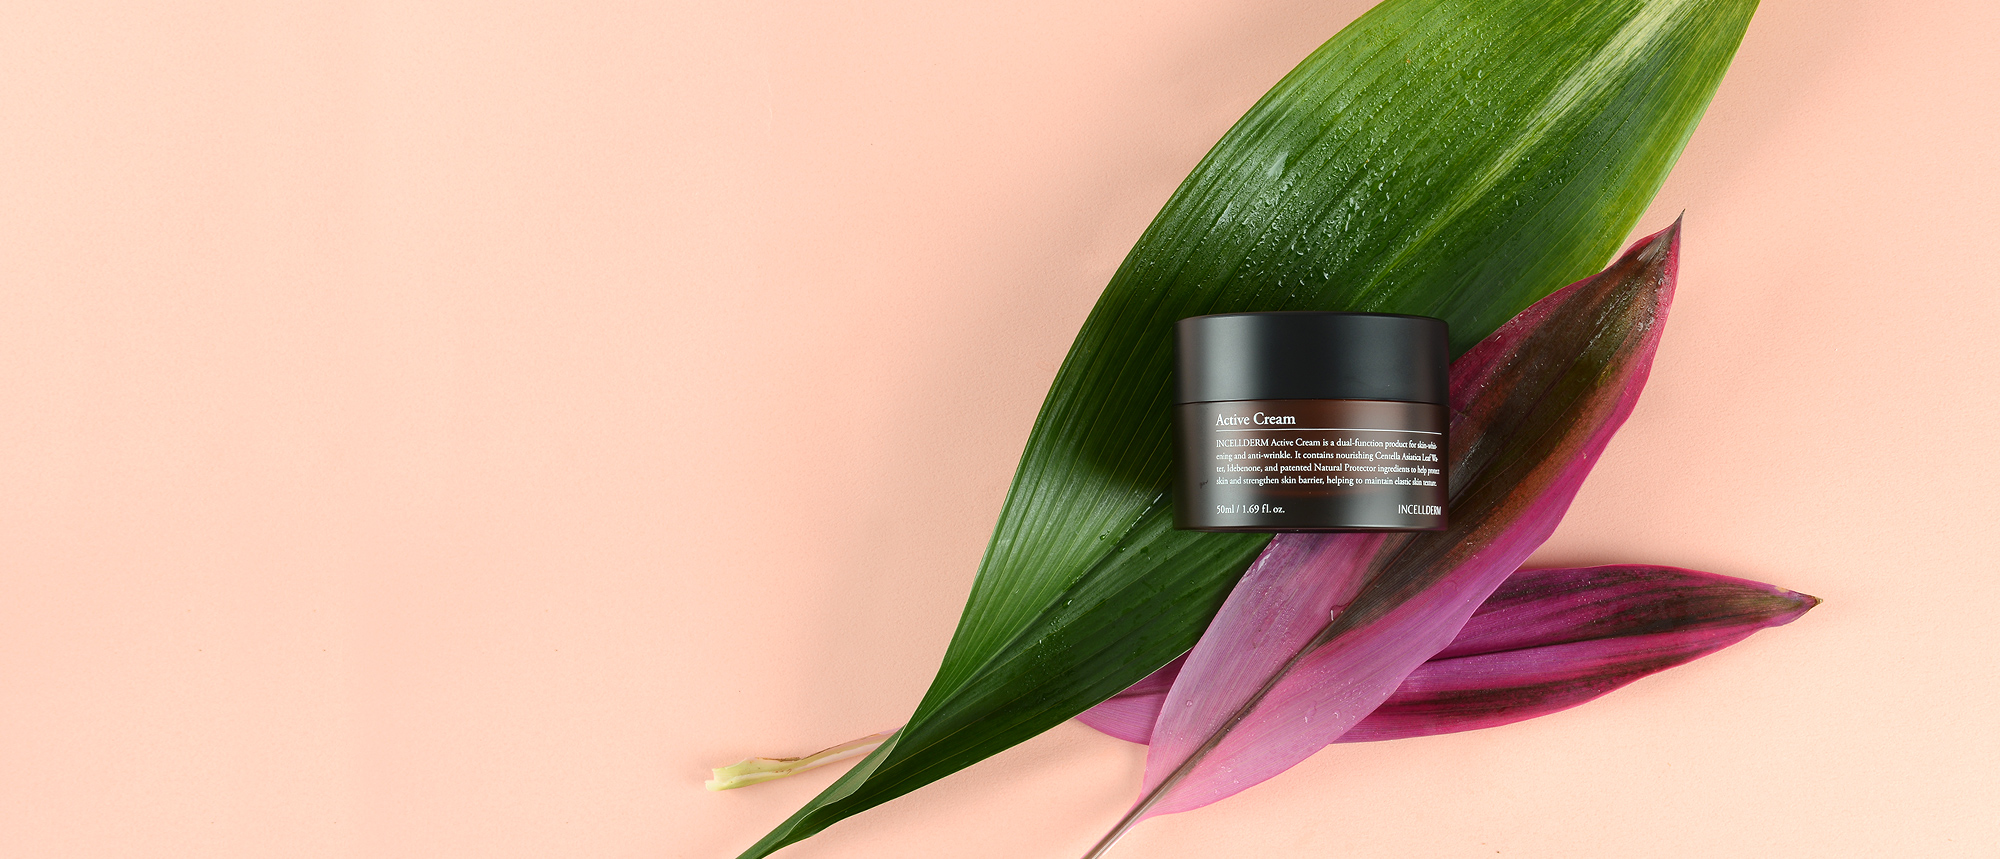 Active Cream
INCELLDERM Active Cream is a dual-function product for skin-whit-
ening and anti-wrinkle. It contains nourishing Centella Asiatica Leaf Wa-
ter, Idebenone, and patented Natural Protector ingredients to help protect
skin and strengthen skin barrier, helping to maintain elastic skin texture.
50ml / 1.69 fl. oz.
INCELLDERM